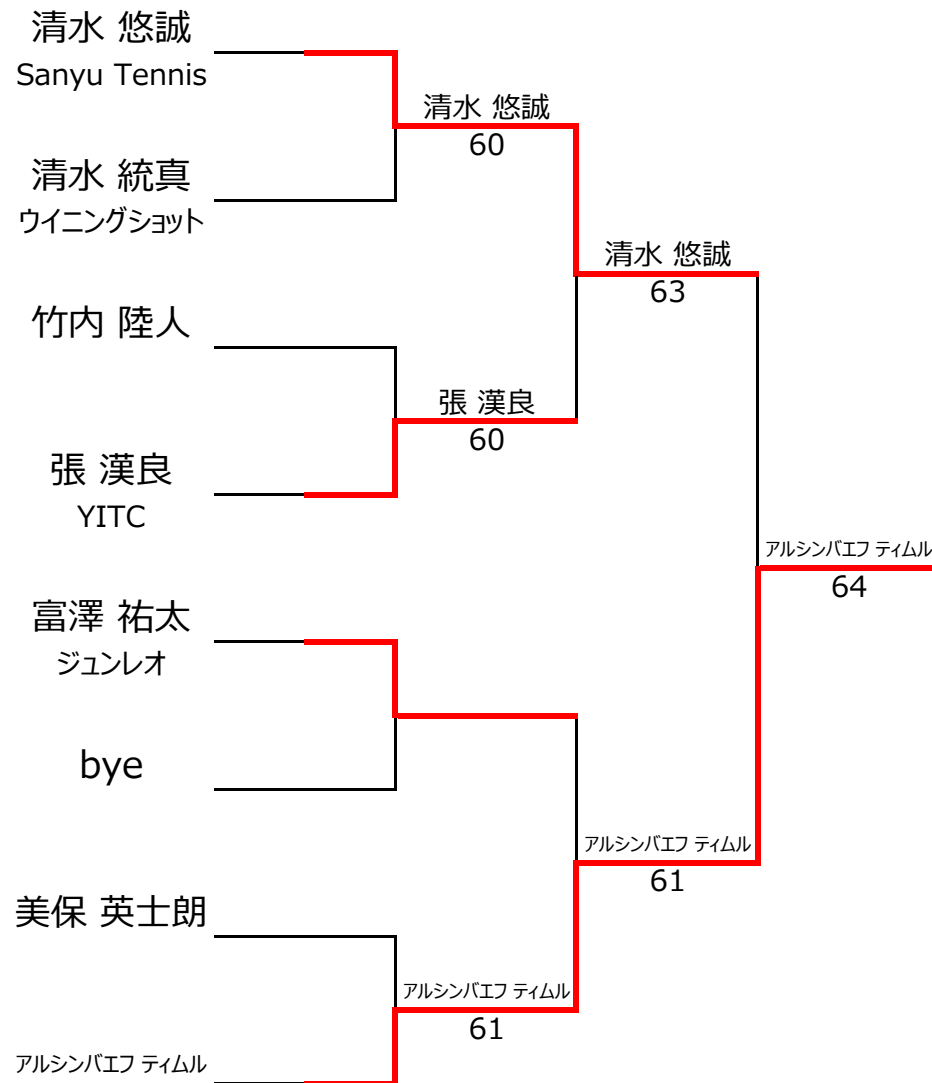 清水 悠誠
Sanyu Tennis
清水 悠誠
60
清水 統真
ウイニングショット
清水 悠誠
63
竹内 陸人
張 漢良
60
張 漢良
YITC
アルシンバエフ ティムル
64
富澤 祐太
ジュンレオ
bye
アルシンバエフ ティムル
61
美保 英士朗
アルシンバエフ ティムル
61
アルシンバエフ ティムル